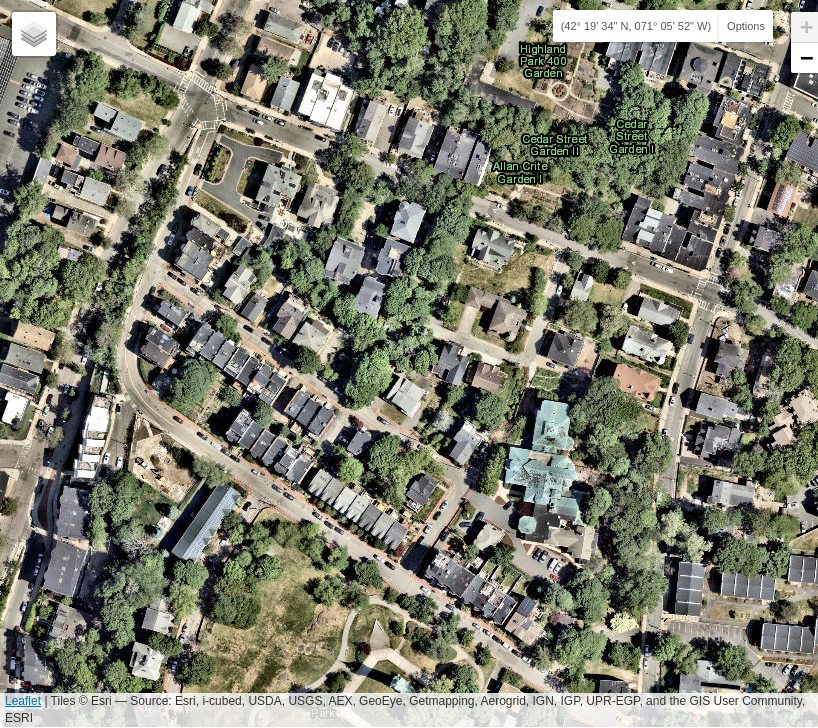 (42° 19' 34" N, 071° 05' 52" W)
Options
+
−
Highland
Park 400
Garden
Cedar
Street
Garden I
Cedar Street
Garden II
Allan Crite
Garden I
Park
Leaflet | Tiles © Esri — Source: Esri, i-cubed, USDA, USGS, AEX, GeoEye, Getmapping, Aerogrid, IGN, IGP, UPR-EGP, and the GIS User Community,
ESRI